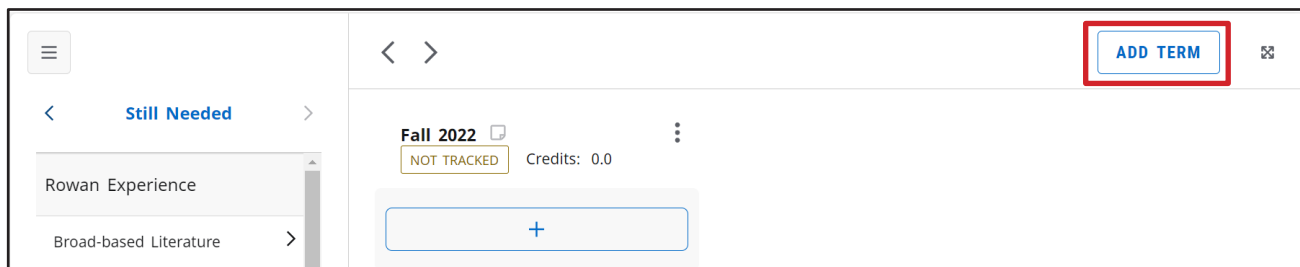 ADD TERM
Still Needed
Fall 2022
NOT TRACKED Credits: 0.0
Rowan Experience
+
Broad-based Literature